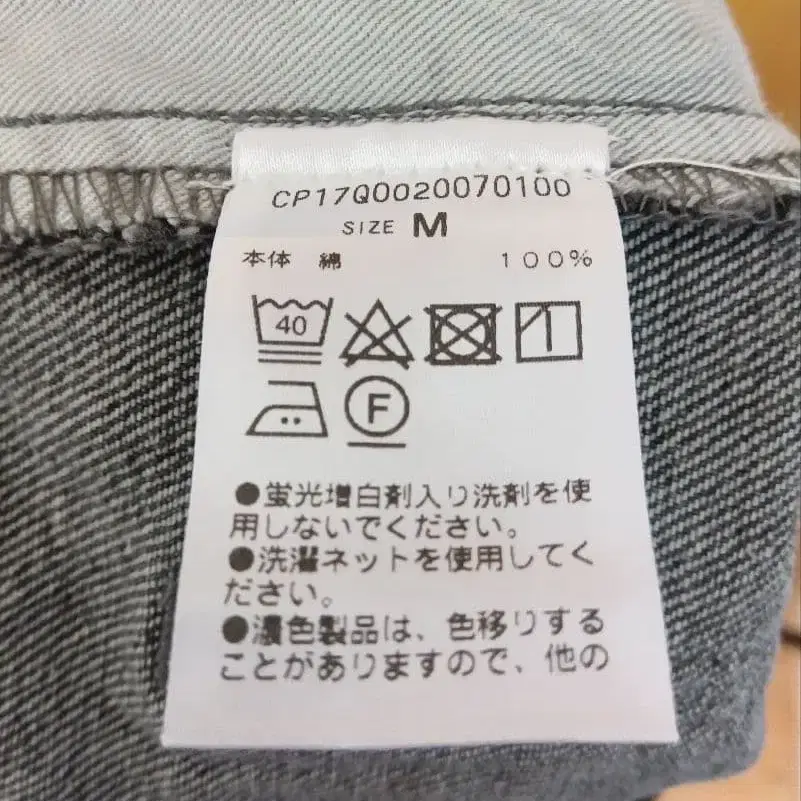 CP17Q0020070100
SIZE M
本体 綿 100%
40
F
●蛍光増白剤入り洗剤を使
用しないでください。
●洗濯ネットを使用してく
ださい。
●濃色製品は、色移りする
ことがありますので、他の